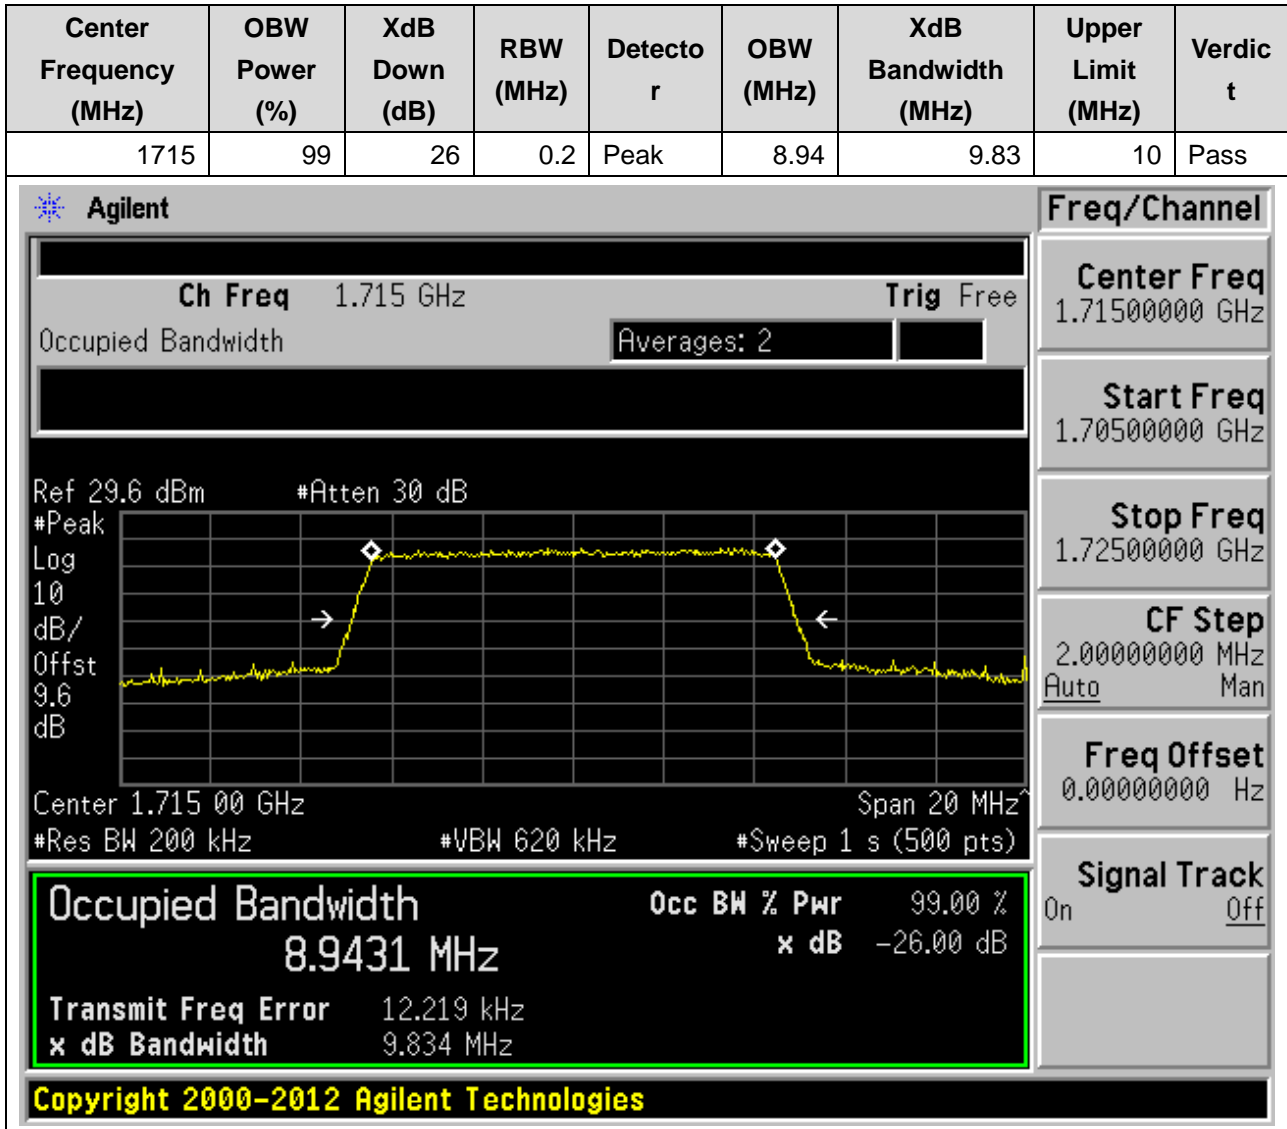 Center Frequency (MHz) OBW Power (%) XdB Down (dB) RBW (MHz) Detecto r OBW (MHz) XdB Bandwidth (MHz) Upper Limit (MHz) Verdic t
1715 99 26 0.2 Peak 8.94 9.83 10 Pass
Agilent
Freq/Channel
Ch Freq 1.715 GHz Trig Free
Occupied Bandwidth Averages: 2
Center Freq
1.71500000 GHz
Start Freq
1.70500000 GHz
Stop Freq
1.72500000 GHz
CF Step
2.00000000 MHz
Auto Man
Freq Offset
0.00000000 Hz
Signal Track
On Off
Ref 29.6 dBm #Atten 30 dB
#Peak
Log
10
dB/
Offst
9.6
dB
Center 1.715 00 GHz Span 20 MHz^
#Res BW 200 kHz #VBW 620 kHz #Sweep 1 s (500 pts)
Occupied Bandwidth Occ BW % Pwr 99.00 %
8.9431 MHz x dB -26.00 dB
Transmit Freq Error 12.219 kHz
x dB Bandwidth 9.834 MHz
Copyright 2000-2012 Agilent Technologies